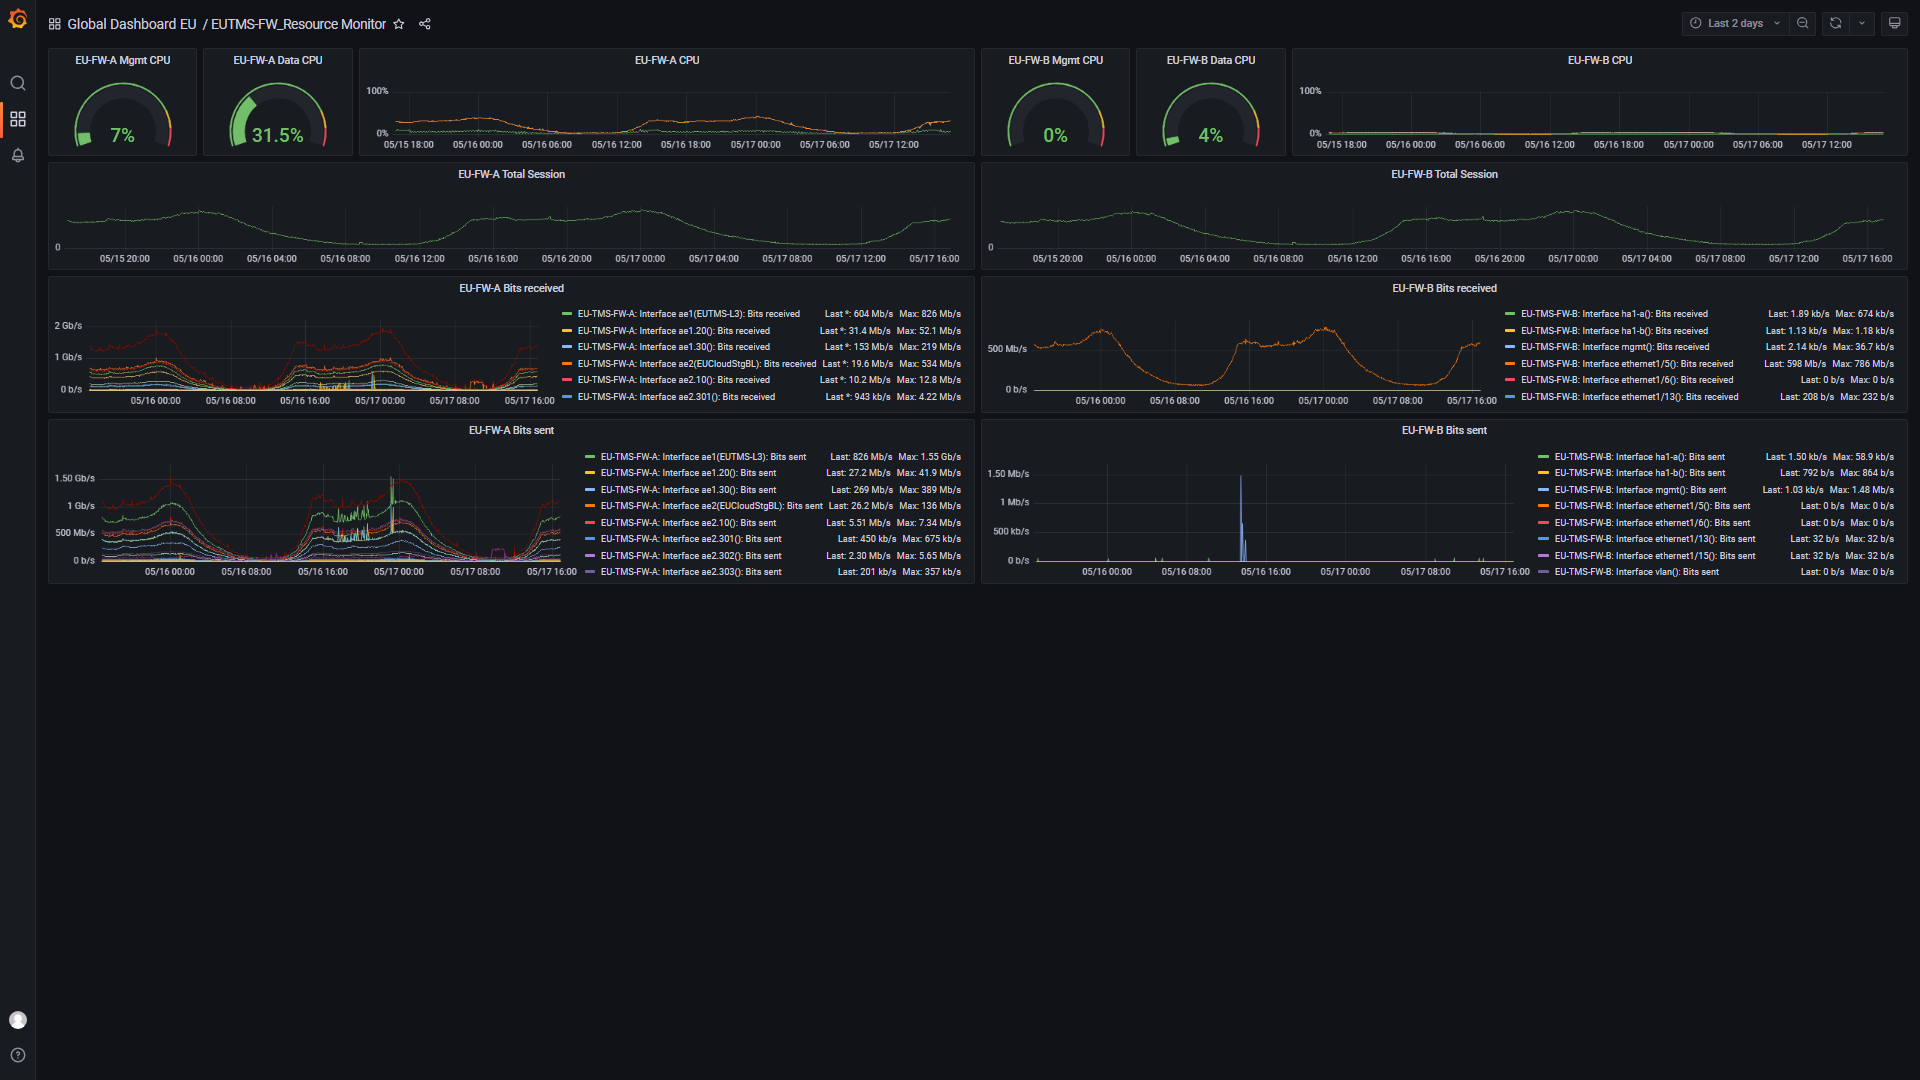 Global Dashboard EU / EUTMS-FW_Resource Monitor
Last 2 days
EU-FW-A Mgmt CPU
7%
EU-FW-A Data CPU
31.5%
EU-FW-A CPU
100%
0%
05/15 18:00 05/16 00:00 05/16 06:00 05/16 12:00 05/16 18:00 05/17 00:00 05/17 06:00 05/17 12:00
EU-FW-B Mgmt CPU
0%
EU-FW-B Data CPU
4%
EU-FW-B CPU
100%
0%
05/15 18:00 05/16 00:00 05/16 06:00 05/16 12:00 05/16 18:00 05/17 00:00 05/17 06:00 05/17 12:00
EU-FW-A Total Session
0
05/15 20:00 05/16 00:00 05/16 04:00 05/16 08:00 05/16 12:00 05/16 16:00 05/16 20:00 05/17 00:00 05/17 04:00 05/17 08:00 05/17 12:00 05/17 16:00
EU-FW-B Total Session
0
05/15 20:00 05/16 00:00 05/16 04:00 05/16 08:00 05/16 12:00 05/16 16:00 05/16 20:00 05/17 00:00 05/17 04:00 05/17 08:00 05/17 12:00 05/17 16:00
EU-FW-A Bits received
2 Gb/s
1 Gb/s
0 b/s
05/16 00:00 05/16 08:00 05/16 16:00 05/17 00:00 05/17 08:00 05/17 16:00
EU-TMS-FW-A: Interface ae1(EUTMS-L3): Bits received Last *: 604 Mb/s Max: 826 Mb/s
EU-TMS-FW-A: Interface ae1.20(): Bits received Last *: 31.4 Mb/s Max: 52.1 Mb/s
EU-TMS-FW-A: Interface ae1.30(): Bits received Last *: 153 Mb/s Max: 219 Mb/s
EU-TMS-FW-A: Interface ae2(EUCloudStgBL): Bits received Last *: 19.6 Mb/s Max: 534 Mb/s
EU-TMS-FW-A: Interface ae2.10(): Bits received Last *: 10.2 Mb/s Max: 12.8 Mb/s
EU-TMS-FW-A: Interface ae2.301(): Bits received Last *: 943 kb/s Max: 4.22 Mb/s
EU-FW-B Bits received
500 Mb/s
0 b/s
05/16 00:00 05/16 08:00 05/16 16:00 05/17 00:00 05/17 08:00 05/17 16:00
EU-TMS-FW-B: Interface ha1-a(): Bits received Last: 1.89 kb/s Max: 674 kb/s
EU-TMS-FW-B: Interface ha1-b(): Bits received Last: 1.13 kb/s Max: 1.18 kb/s
EU-TMS-FW-B: Interface mgmt(): Bits received Last: 2.14 kb/s Max: 36.7 kb/s
EU-TMS-FW-B: Interface ethernet1/5(): Bits received Last: 598 Mb/s Max: 786 Mb/s
EU-TMS-FW-B: Interface ethernet1/6(): Bits received Last: 0 b/s Max: 0 b/s
EU-TMS-FW-B: Interface ethernet1/13(): Bits received Last: 208 b/s Max: 232 b/s
EU-FW-A Bits sent
1.50 Gb/s
1 Gb/s
500 Mb/s
0 b/s
05/16 00:00 05/16 08:00 05/16 16:00 05/17 00:00 05/17 08:00 05/17 16:00
EU-TMS-FW-A: Interface ae1(EUTMS-L3): Bits sent Last: 826 Mb/s Max: 1.55 Gb/s
EU-TMS-FW-A: Interface ae1.20(): Bits sent Last: 27.2 Mb/s Max: 41.9 Mb/s
EU-TMS-FW-A: Interface ae1.30(): Bits sent Last: 269 Mb/s Max: 389 Mb/s
EU-TMS-FW-A: Interface ae2(EUCloudStgBL): Bits sent Last: 26.2 Mb/s Max: 136 Mb/s
EU-TMS-FW-A: Interface ae2.10(): Bits sent Last: 5.51 Mb/s Max: 7.34 Mb/s
EU-TMS-FW-A: Interface ae2.301(): Bits sent Last: 450 kb/s Max: 675 kb/s
EU-TMS-FW-A: Interface ae2.302(): Bits sent Last: 2.30 Mb/s Max: 5.65 Mb/s
EU-TMS-FW-A: Interface ae2.303(): Bits sent Last: 201 kb/s Max: 357 kb/s
EU-FW-B Bits sent
1.50 Mb/s
1 Mb/s
500 kb/s
0 b/s
05/16 00:00 05/16 08:00 05/16 16:00 05/17 00:00 05/17 08:00 05/17 16:00
EU-TMS-FW-B: Interface ha1-a(): Bits sent Last: 1.50 kb/s Max: 58.9 kb/s
EU-TMS-FW-B: Interface ha1-b(): Bits sent Last: 792 b/s Max: 864 b/s
EU-TMS-FW-B: Interface mgmt(): Bits sent Last: 1.03 kb/s Max: 1.48 Mb/s
EU-TMS-FW-B: Interface ethernet1/5(): Bits sent Last: 0 b/s Max: 0 b/s
EU-TMS-FW-B: Interface ethernet1/6(): Bits sent Last: 0 b/s Max: 0 b/s
EU-TMS-FW-B: Interface ethernet1/13(): Bits sent Last: 32 b/s Max: 32 b/s
EU-TMS-FW-B: Interface ethernet1/15(): Bits sent Last: 32 b/s Max: 32 b/s
EU-TMS-FW-B: Interface vlan(): Bits sent Last: 0 b/s Max: 0 b/s